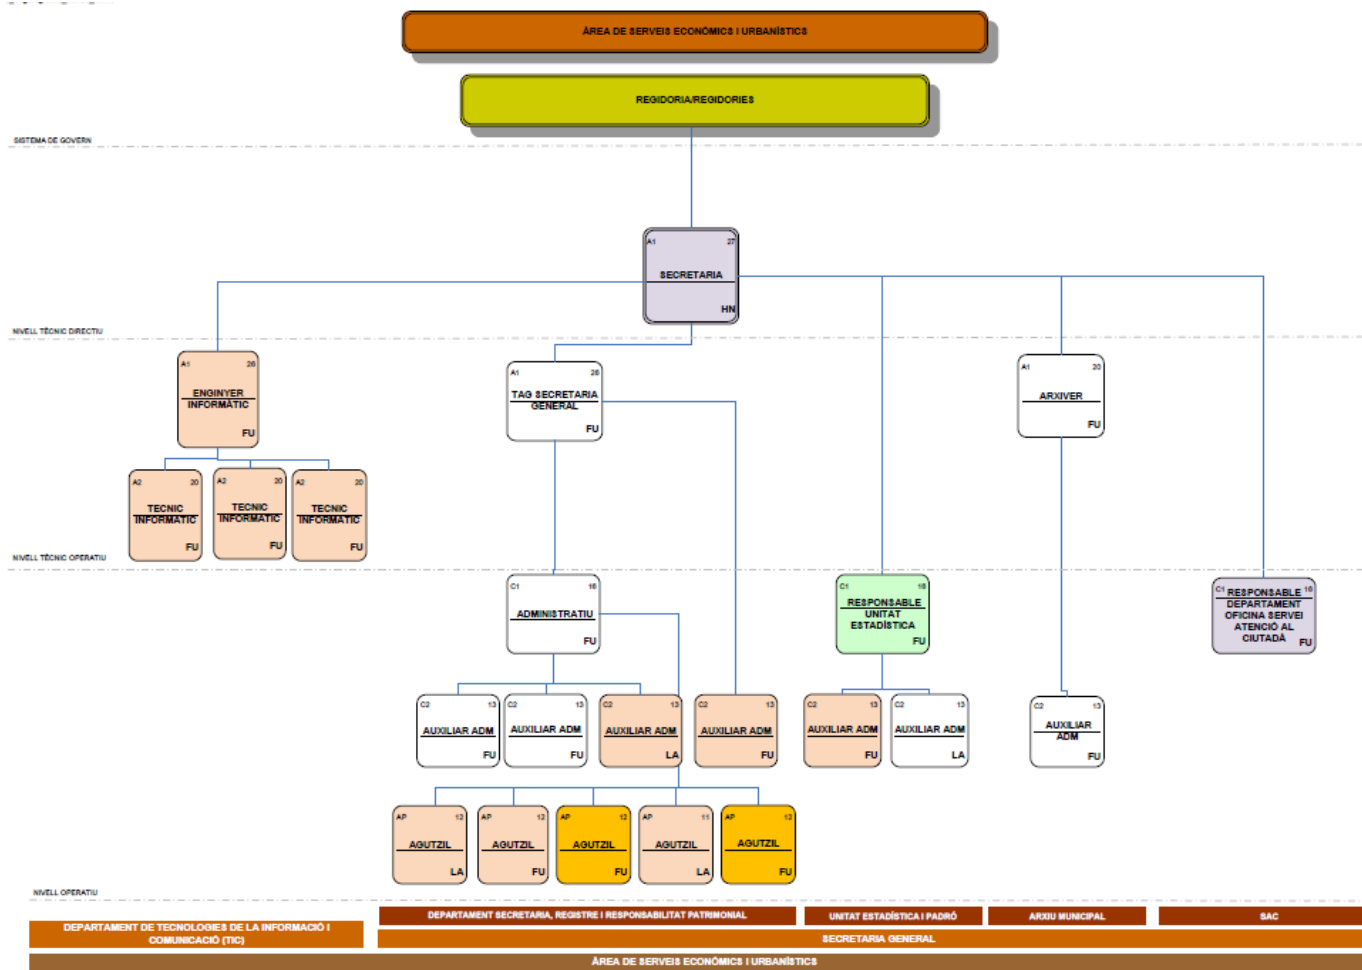 ÀREA DE SERVEIS ECONÒMICS I URBANÍSTICS
REGIDORIA/REGIDORIES
SISTEMA DE GOVERN
A1 27
SECRETARIA
HN
NIVELL TÈCNIC DIRECTIU
A1 26
ENGINYER
INFORMÀTIC
FU
A1 26
TAG SECRETARIA
GENERAL
FU
A1 20
ARXIVER
FU
A2 20
TECNIC
INFORMATIC
FU
A2 20
TECNIC
INFORMATIC
FU
A2 20
TECNIC
INFORMATIC
FU
NIVELL TÈCNIC OPERATIU
C1 16
ADMINISTRATIU
FU
C1 16
RESPONSABLE
UNITAT
ESTADÍSTICA
FU
C1 RESPONSABLE 16
DEPARTAMENT
OFICINA SERVEI
ATENCIÓ AL
CIUTADÀ
FU
C2 13
AUXILIAR ADM
FU
C2 13
AUXILIAR ADM
FU
C2 13
AUXILIAR ADM
LA
C2 13
AUXILIAR ADM
FU
C2 13
AUXILIAR ADM
FU
C2 13
AUXILIAR ADM
LA
C2 13
AUXILIAR
ADM
FU
AP 12
AGUTZIL
LA
AP 12
AGUTZIL
FU
AP 12
AGUTZIL
FU
AP 11
AGUTZIL
LA
AP 12
AGUTZIL
FU
NIVELL OPERATIU
DEPARTAMENT SECRETARIA, REGISTRE I RESPONSABILITAT PATRIMONIAL
UNITAT ESTADÍSTICA I PADRÓ
ARXIU MUNICIPAL
SAC
DEPARTAMENT DE TECNOLOGIES DE LA INFORMACIÓ I
COMUNICACIÓ (TIC)
SECRETARIA GENERAL
ÀREA DE SERVEIS ECONÒMICS I URBANÍSTICS